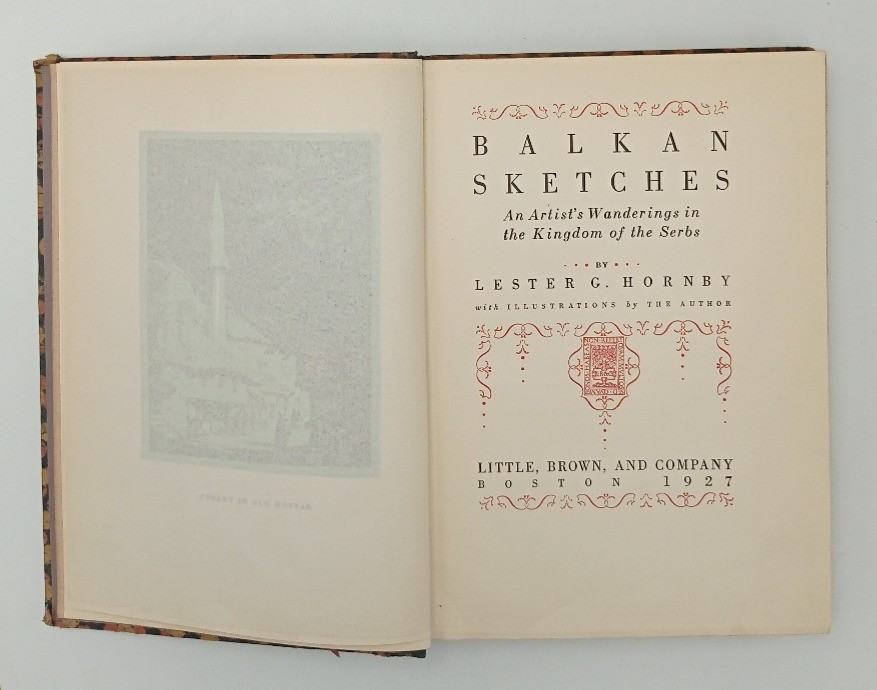 BALKAN
SKETCHES
An Artist's Wanderings in
the Kingdom of the Serbs
BY
LESTER G. HORNBY
with ILLUSTRATIONS by THE AUTHOR
LITTLE, BROWN, AND COMPANY
BOSTON 1927